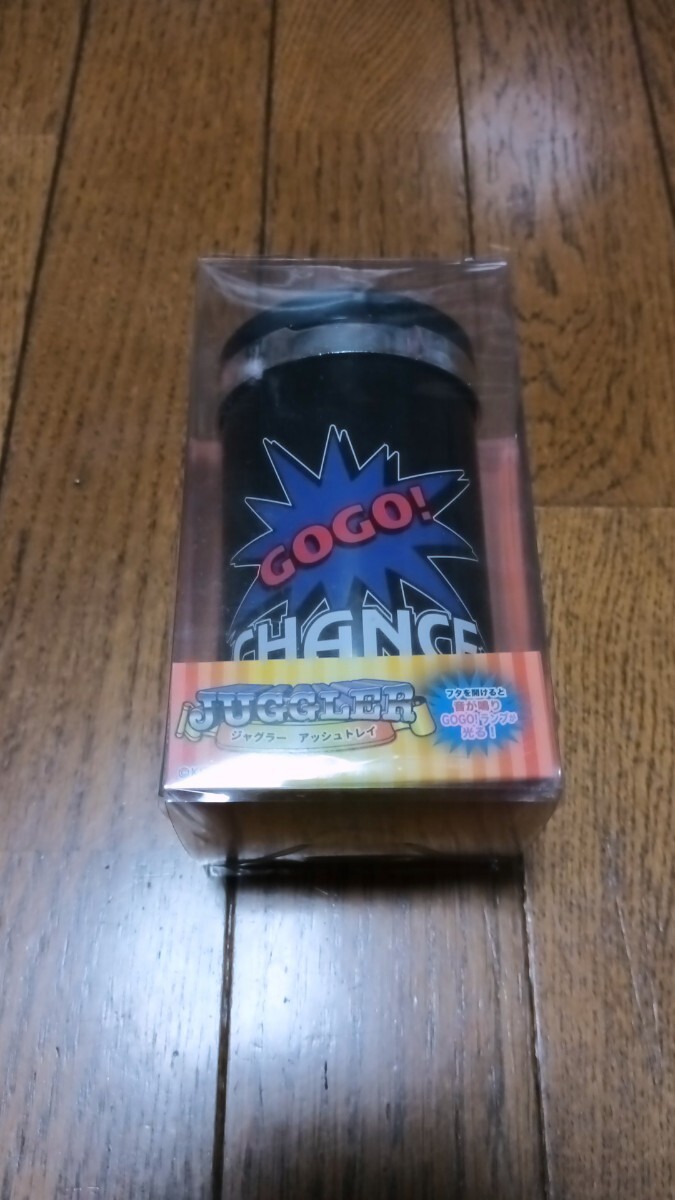 GOGO!
CHANCE
JUGGLER
ジャグラー アッシュトレイ
フタを開けると
音が鳴り
GOGO!ランプが
光る!